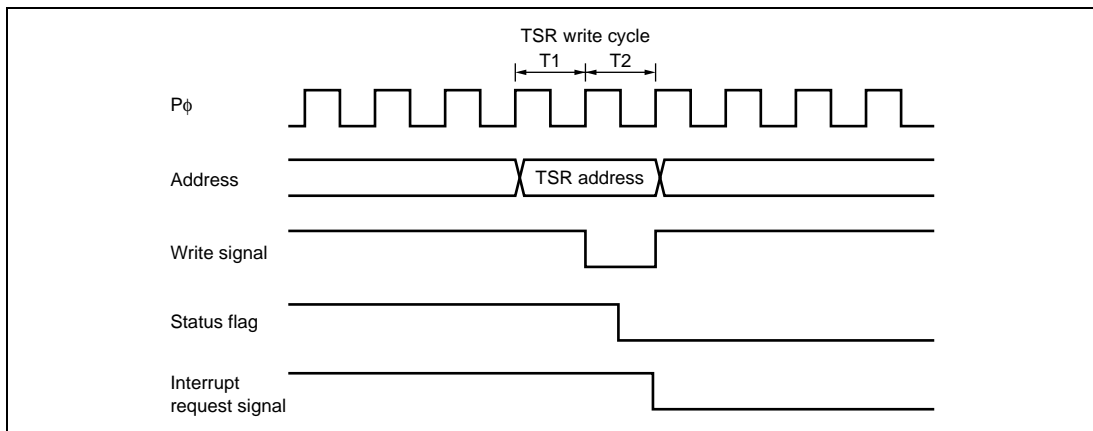 TSR write cycle
T1 T2
Pϕ
Address
TSR address
Write signal
Status flag
Interrupt
request signal